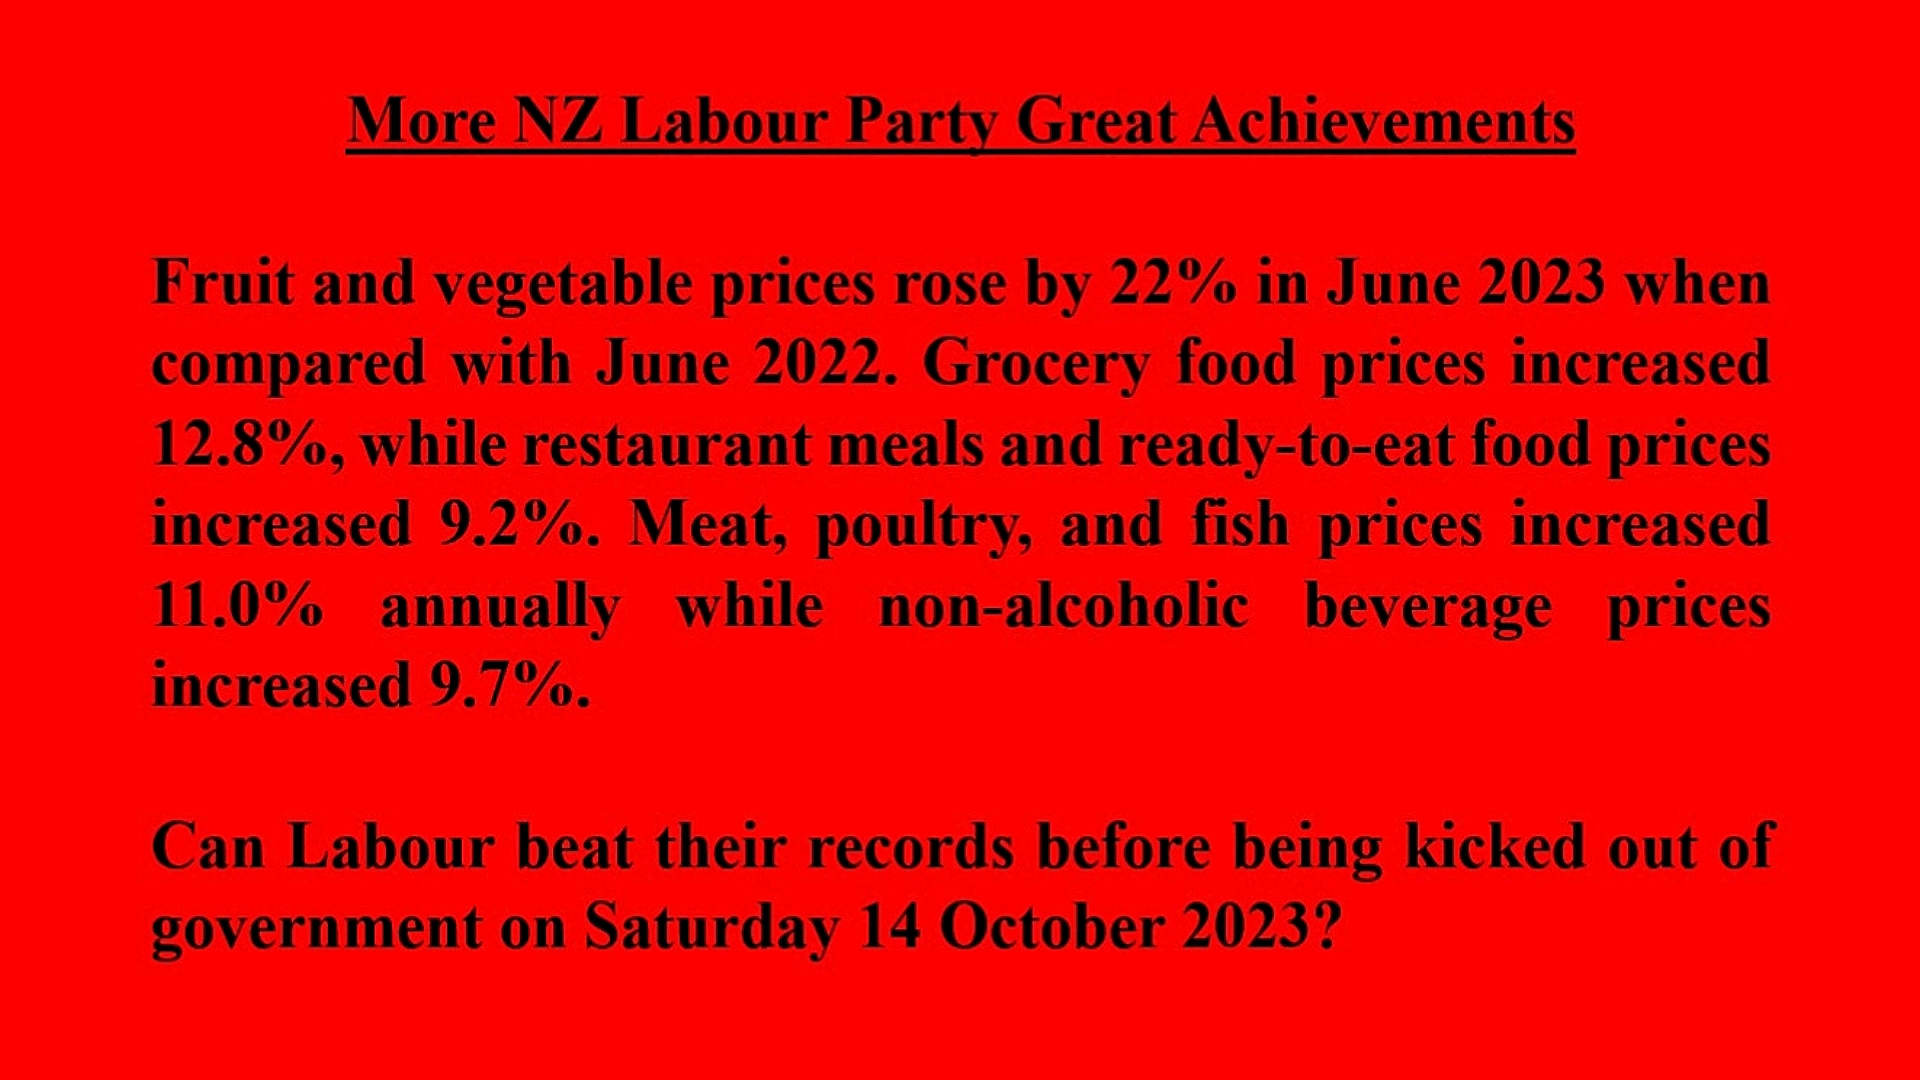 More NZ Labour Party Great Achievements
Fruit and vegetable prices rose by 22% in June 2023 when
compared with June 2022. Grocery food prices increased
12.8%, while restaurant meals and ready-to-eat food prices
increased 9.2%. Meat, poultry, and fish prices increased
11.0% annually while non-alcoholic beverage prices
increased 9.7%.
Can Labour beat their records before being kicked out of
government on Saturday 14 October 2023?